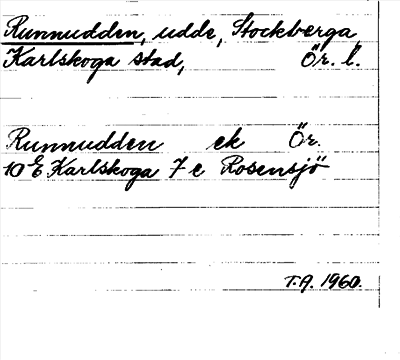 Runnudden, udde, Stockberga,
Karlskoga stad, Ör. l.
Runnudden ek Ör.
10 E Karlskoga 7 c Rosensjö
T.A. 1960.